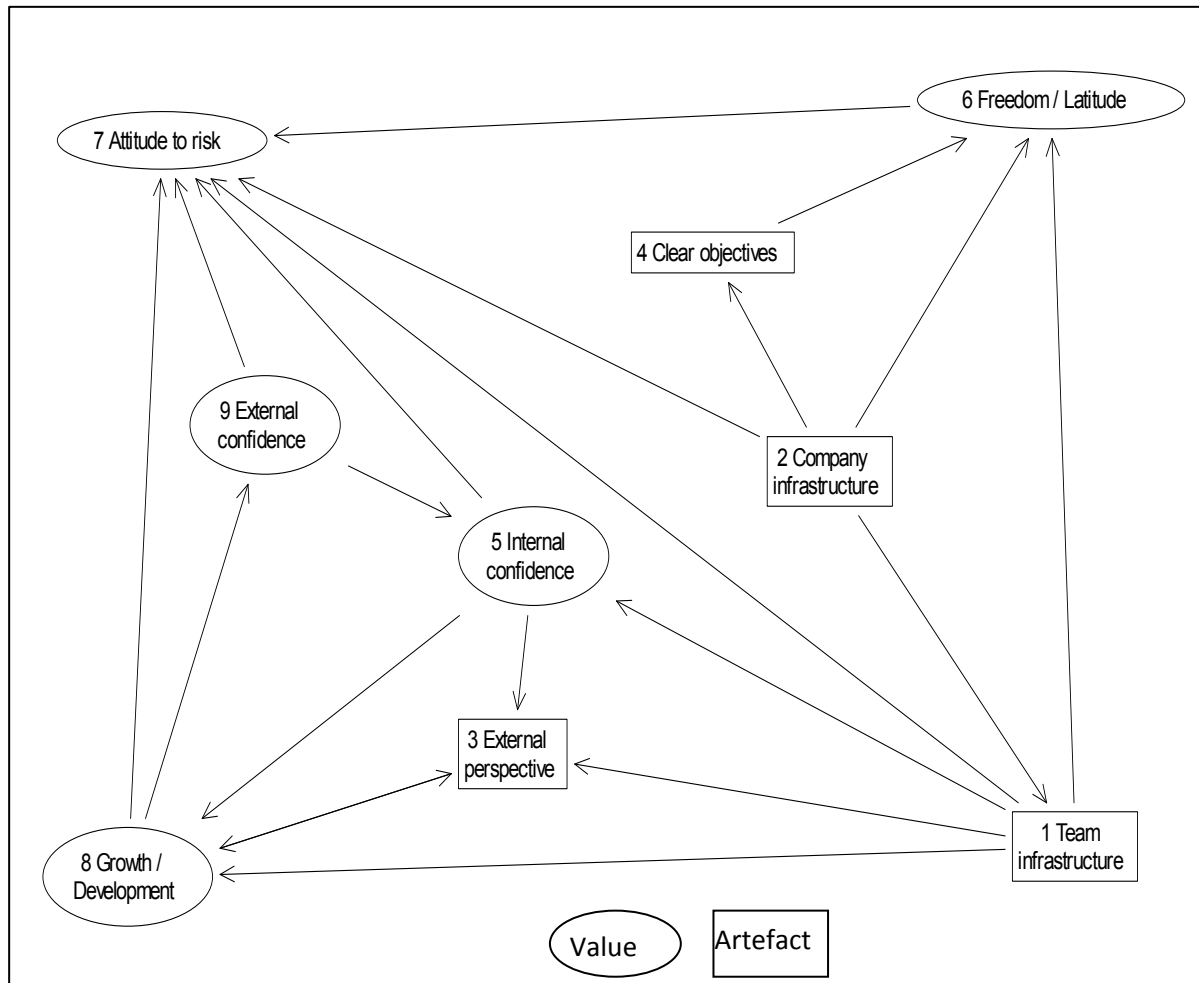 6 Freedom / Latitude
7 Attitude to risk
4 Clear objectives
9 External
confidence
2 Company
infrastructure
5 Internal
confidence
3 External
perspective
1 Team
infrastructure
8 Growth /
Development
Value
Artefact